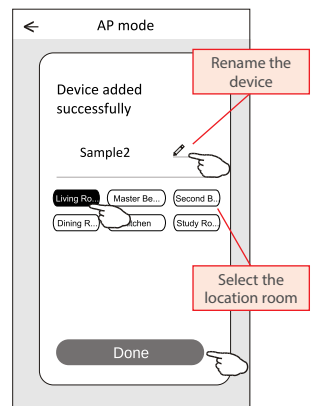 AP mode
Rename the
device
Device added
successfully
Sample2
Living Ro...
Master Be...
Second B...
Dining R...
Study Ro...
Select the
location room
Done